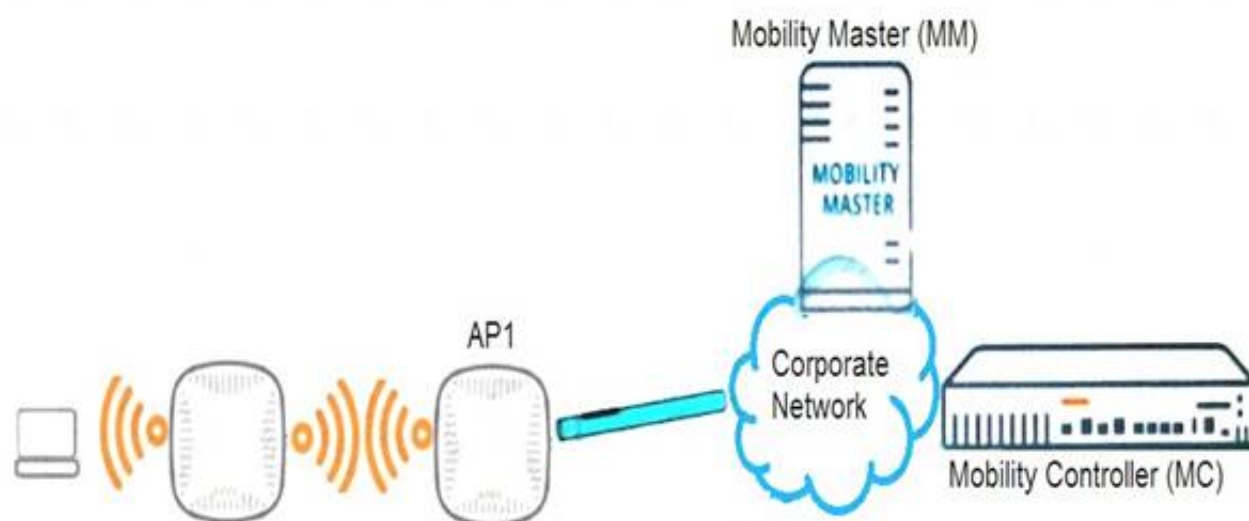 Mobility Master (MM)
MOBILITY
MASTER
AP1
Corporate
Network
Mobility Controller (MC)